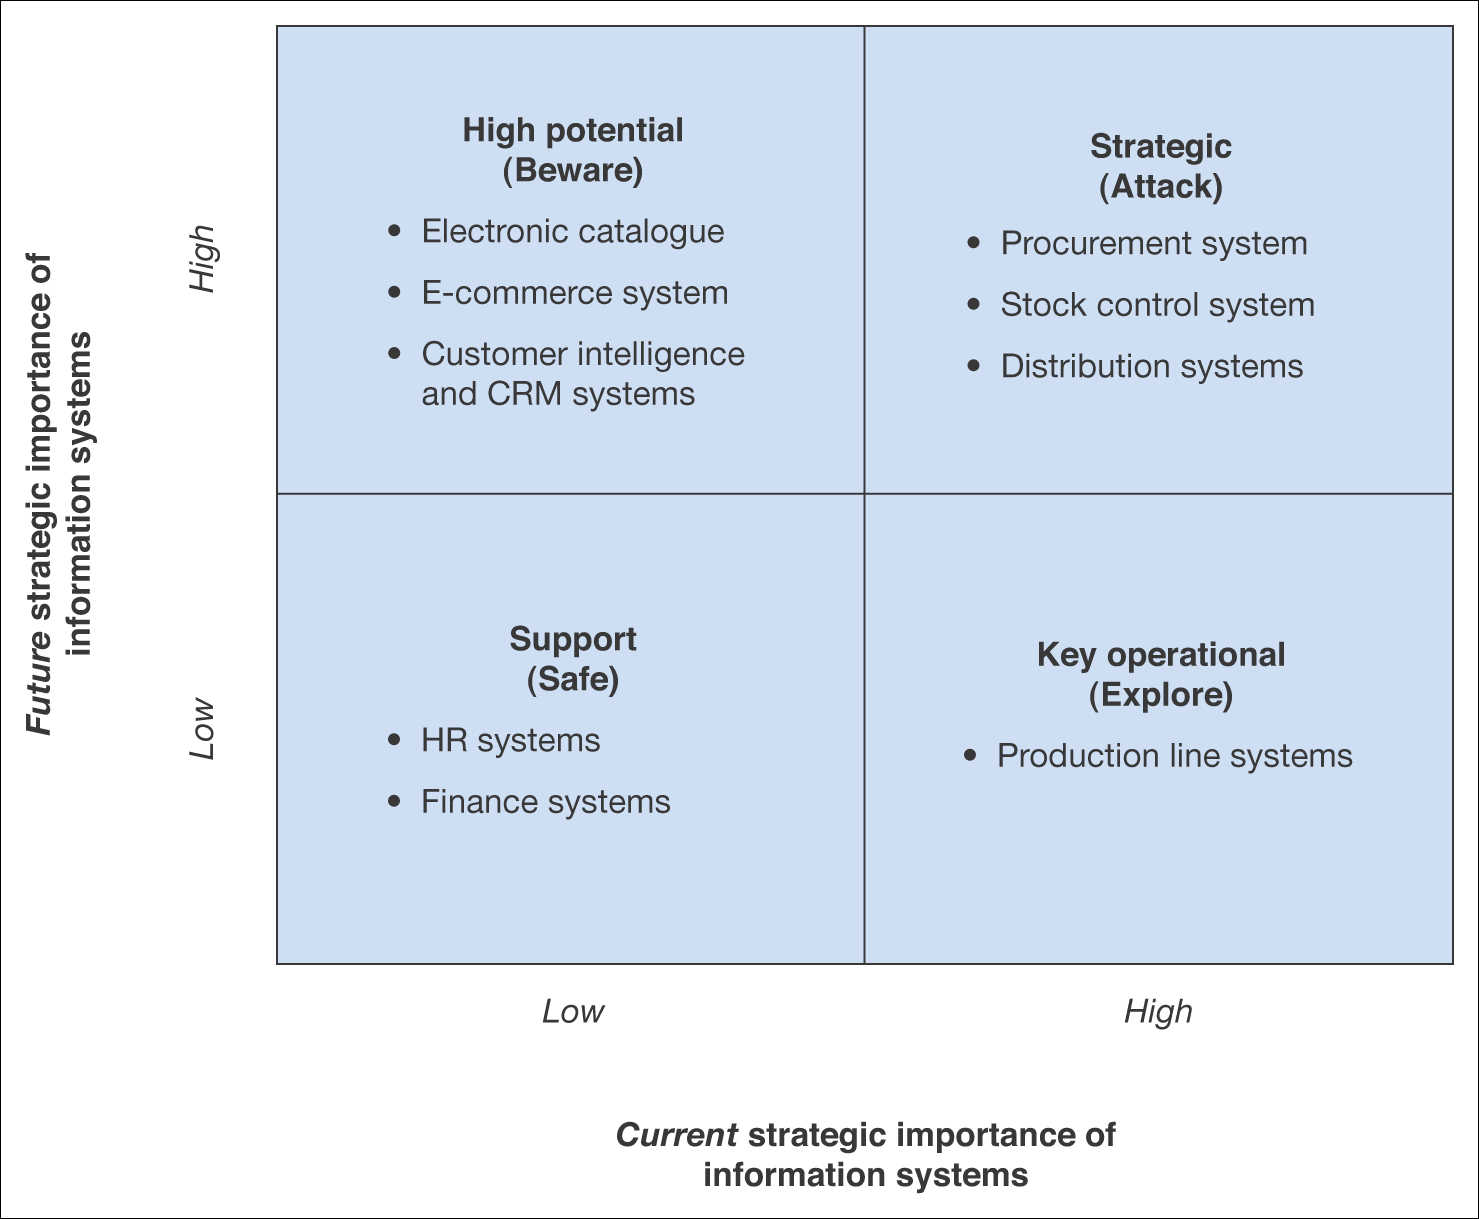 High potential
(Beware)
• Electronic catalogue
• E-commerce system
• Customer intelligence
and CRM systems
Strategic
(Attack)
• Procurement system
• Stock control system
• Distribution systems
Support
(Safe)
• HR systems
• Finance systems
Key operational
(Explore)
• Production line systems
Future strategic importance of
information systems
High
Low
Low
High
Current strategic importance of
information systems